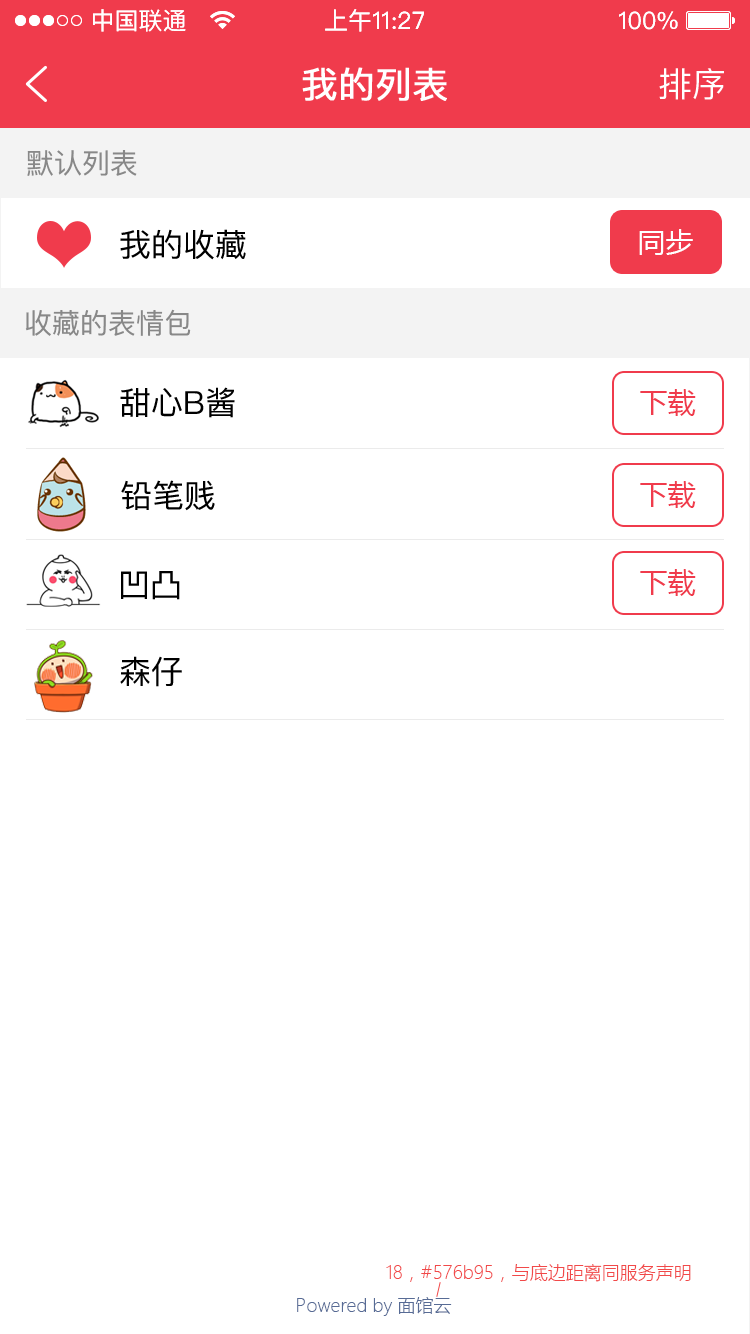 中国联通 上午11:27 100%
我的列表 排序
默认列表
我的收藏 同步
收藏的表情包
甜心B酱 下载
铅笔贱 下载
凹凸 下载
森仔
18，#576b95，与底边距离同服务声明
Powered by 面馆云